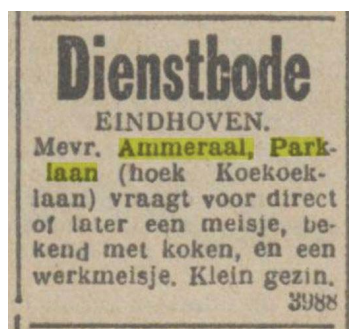 Dienstbode
EINDHOVEN.
Mevr. Ammeraal, Park-
laan (hoek Koekoek-
laan) vraagt voor direct
of later een meisje, be-
kend met koken, en een
werkmeisje. Klein gezin.
3988